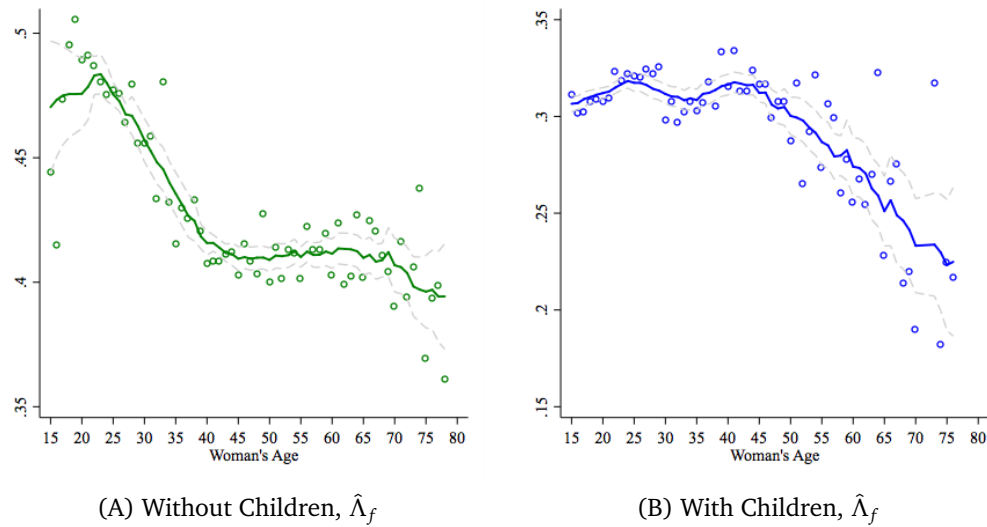 .5
.45
.4
.35
15 20 25 30 35 40 45 50 55 60 65 70 75 80
Woman's Age
(A) Without Children, Λ̂f
.35
.3
.25
.2
.15
15 20 25 30 35 40 45 50 55 60 65 70 75 80
Woman's Age
(B) With Children, Λ̂f